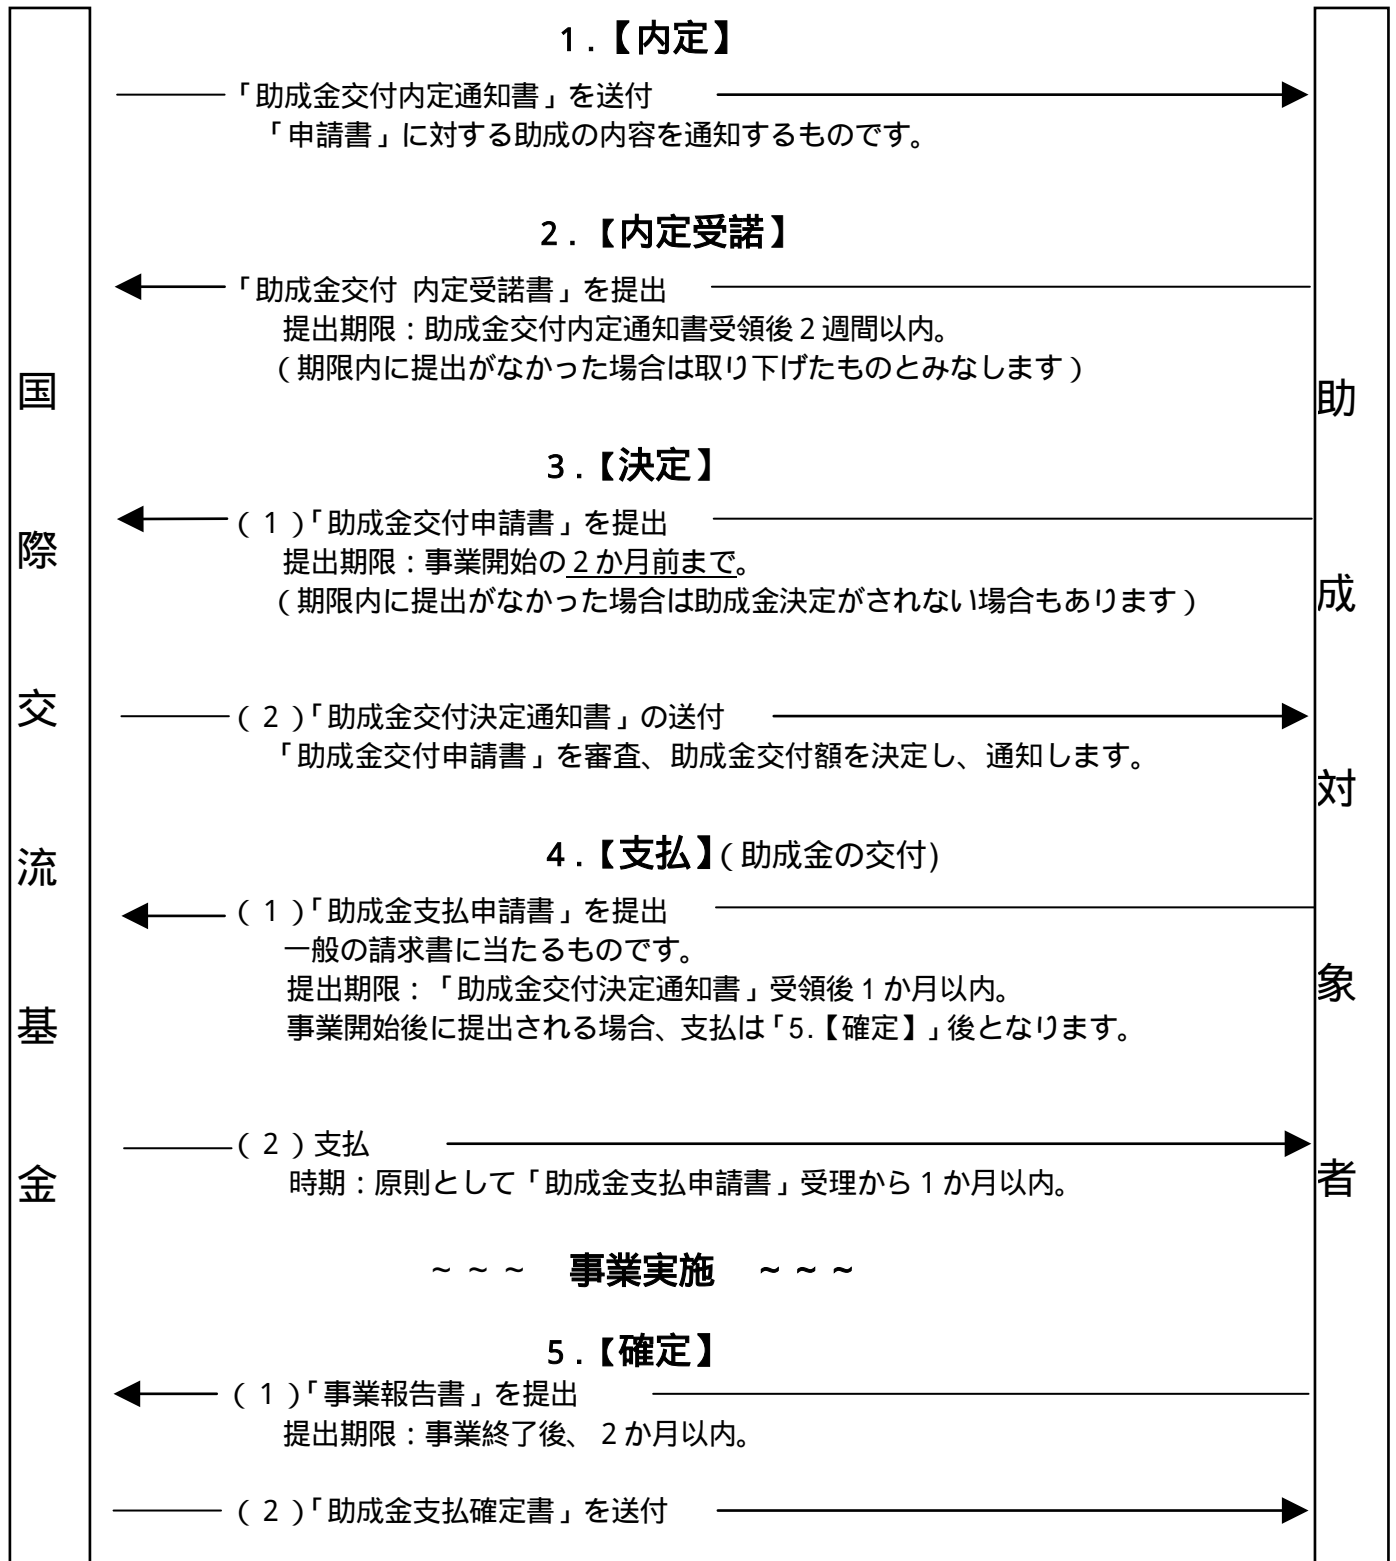 1．【内定】
「助成金交付内定通知書」を送付
「申請書」に対する助成の内容を通知するものです。
2．【内定受諾】
「助成金交付 内定受諾書」を提出
提出期限：助成金交付内定通知書受領後２週間以内。
（期限内に提出がなかった場合は取り下げたものとみなします）
3．【決定】
（１）「助成金交付申請書」を提出
提出期限：事業開始の２か月前まで。
（期限内に提出がなかった場合は助成金決定がされない場合もあります）
（２）「助成金交付決定通知書」の送付
「助成金交付申請書」を審査、助成金交付額を決定し、通知します。
4．【支払】(助成金の交付)
（１）「助成金支払申請書」を提出
一般の請求書に当たるものです。
提出期限：「助成金交付決定通知書」受領後１か月以内。
事業開始後に提出される場合、支払は「5.【確定】」後となります。
（２）支払
時期：原則として「助成金支払申請書」受理から１か月以内。
～～～　事業実施　～～～
5．【確定】
（１）「事業報告書」を提出
提出期限：事業終了後、２か月以内。
（２）「助成金支払確定書」を送付
国際交流基金
助成対象者